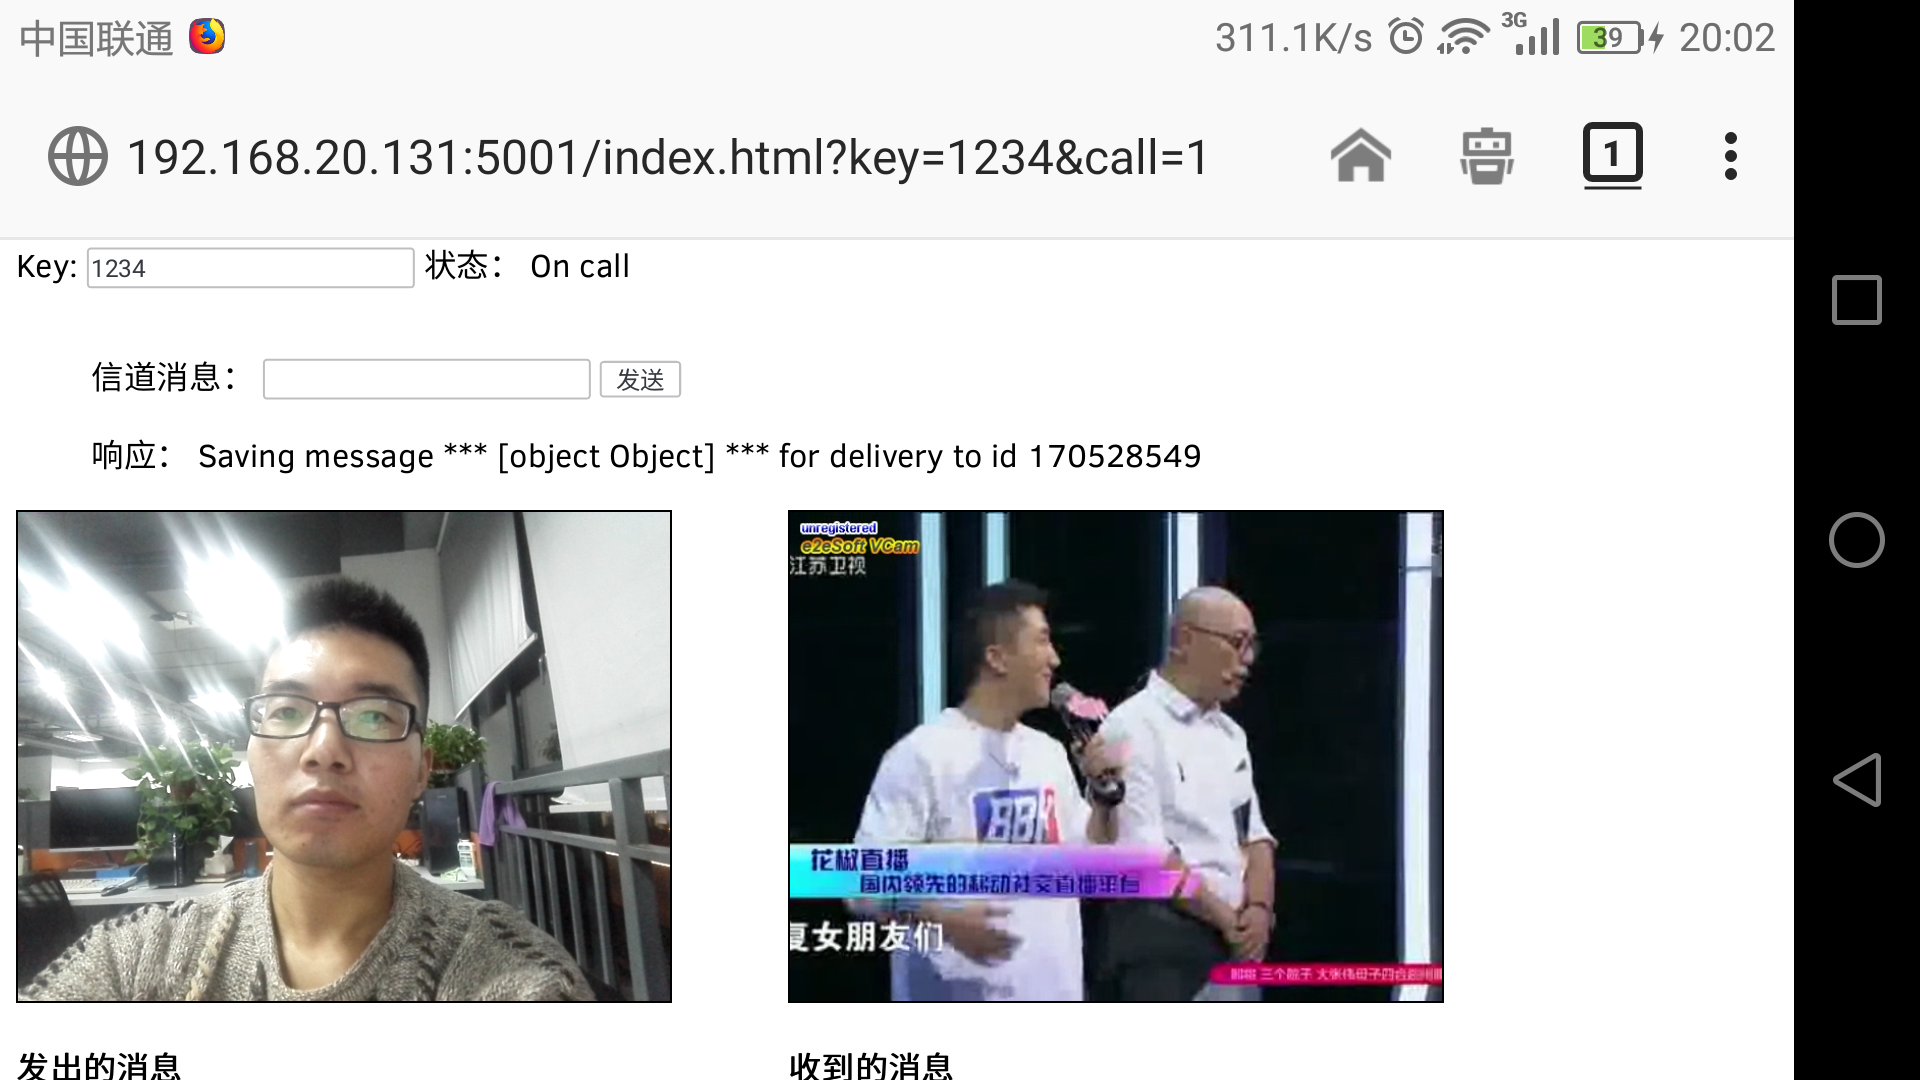 中国联通 311.1K/s 3G 39 20:02
192.168.20.131:5001/index.html?key=1234&call=1 1
Key: 1234 状态： On call
信道消息： 发送
响应： Saving message *** [object Object] *** for delivery to id 170528549
unregistered
e2eSoft VCam
江苏卫视
花椒直播
国内领先的移动社交直播平台
夏女朋友们
发出的消息 收到的消息